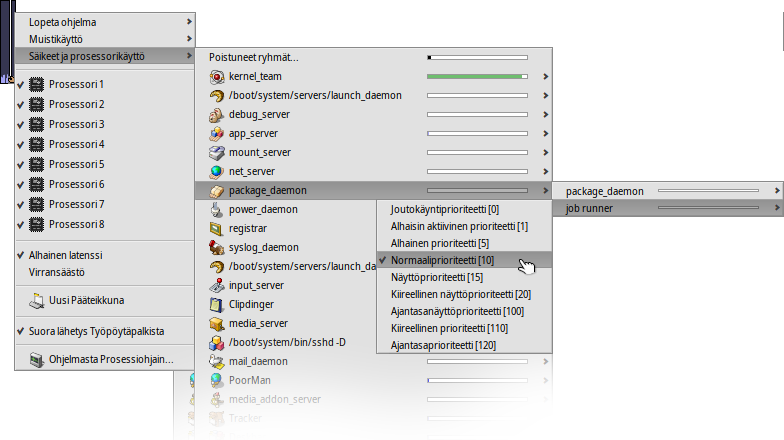 Lopeta ohjelma
Muistikäyttö
Säikeet ja prosessorikäyttö
Prosessori 1
Prosessori 2
Prosessori 3
Prosessori 4
Prosessori 5
Prosessori 6
Prosessori 7
Prosessori 8
Alhainen latenssi
Virransäästö
Uusi Pääteikkuna
Suora lähetys Työpöytäpalkista
Ohjelmasta Prosessiohjain...
Poistuneet ryhmät...
kernel_team
/boot/system/servers/launch_daemon
debug_server
app_server
mount_server
net_server
package_daemon
power_daemon
registrar
syslog_daemon
/boot/system/servers/launch_da
input_server
Clipdinger
media_server
/boot/system/bin/sshd -D
mail_daemon
PoorMan
media_addon_server
Tracker
package_daemon
job runner
Joutokäyntiprioriteetti [0]
Alhaisin aktiivinen prioriteetti [1]
Alhainen prioriteetti [5]
Normaaliprioriteetti [10]
Näyttöprioriteetti [15]
Kiireellinen näyttöprioriteetti [20]
Ajantasanäyttöprioriteetti [100]
Kiireellinen prioriteetti [110]
Ajantasaprioriteetti [120]